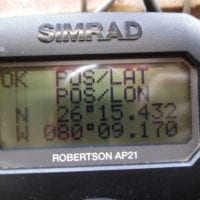 SIMRAD
OK POS/LAT
POS/LON
N 26°15.432
W 080°09.170
ROBERTSON AP21